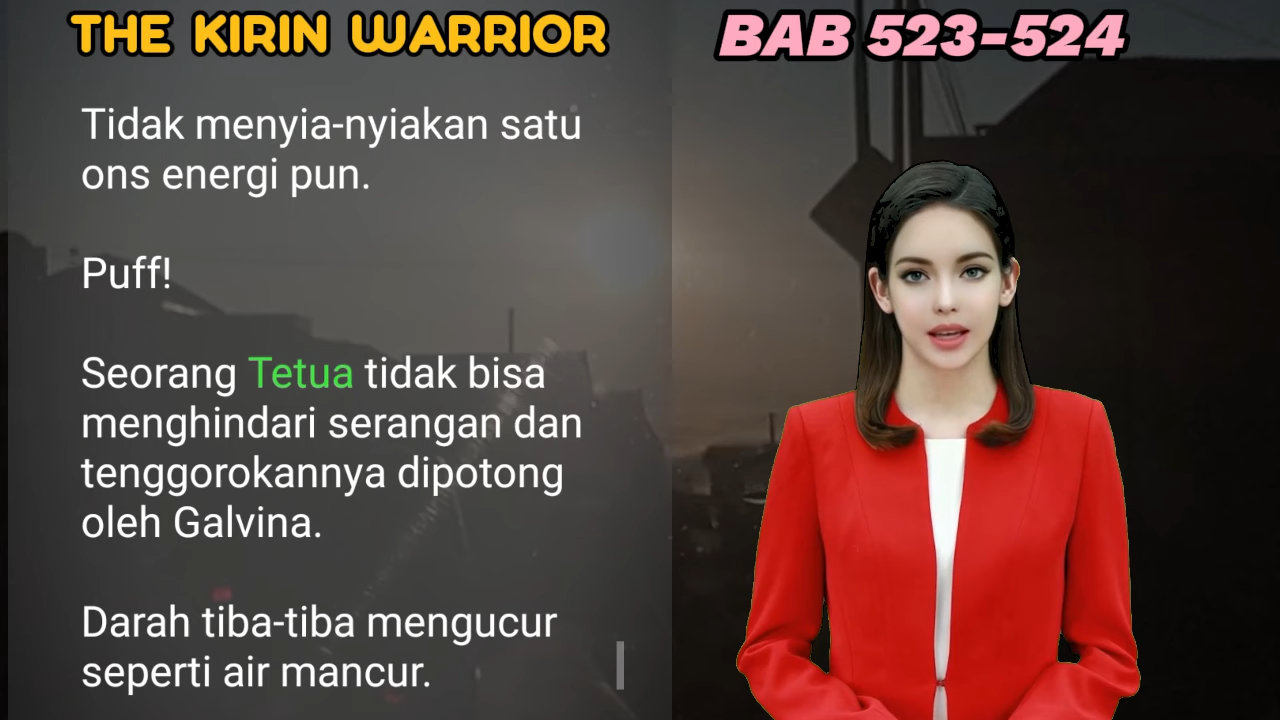 THE KIRIN WARRIOR
BAB 523-524
Tidak menyia-nyiakan satu
ons energi pun.
Puff!
Seorang Tetua tidak bisa
menghindari serangan dan
tenggorokannya dipotong
oleh Galvina.
Darah tiba-tiba mengucur
seperti air mancur.